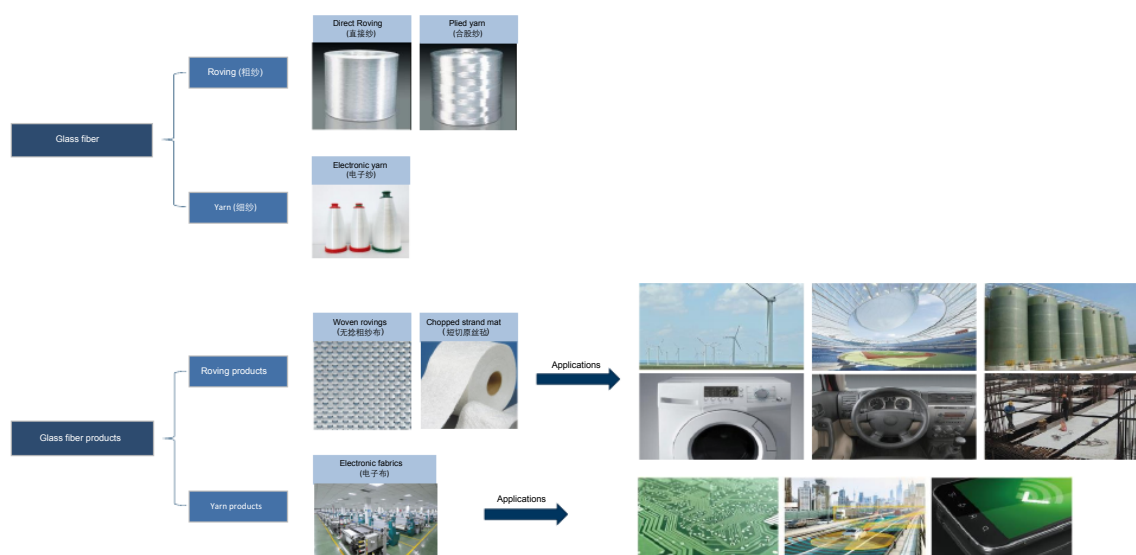 Direct Roving
(直接纱)
Plied yarn
(合股纱)
Roving (粗纱)
Glass fiber
Electronic yarn
(电子纱)
Yarn (细纱)
Woven rovings
(无捻粗纱布)
Chopped strand mat
(短切原丝毡)
Applications
Roving products
Glass fiber products
Electronic fabrics
(电子布)
Applications
Yarn products